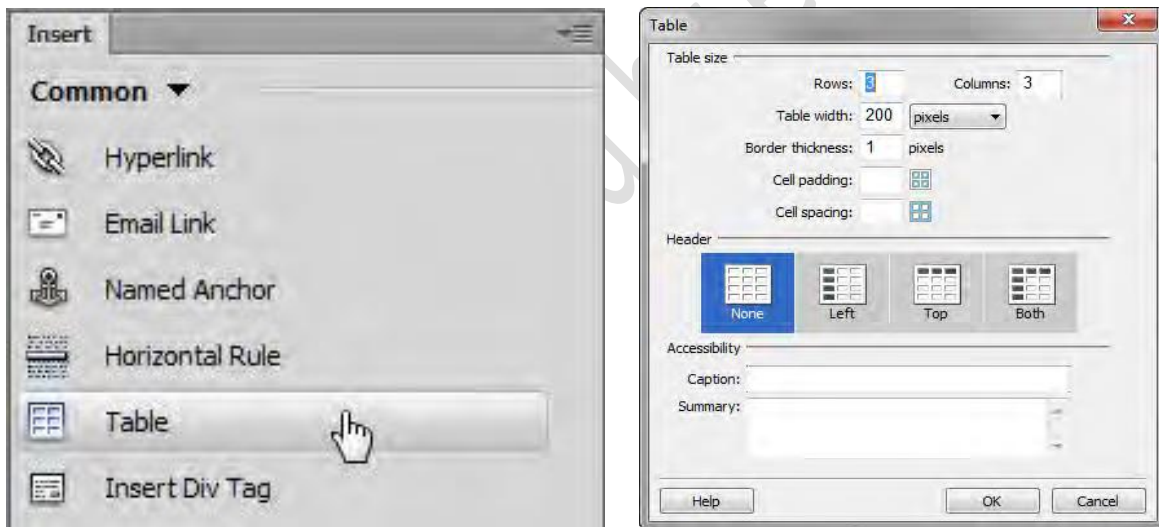 Insert
Common
Hyperlink
Email Link
Named Anchor
Horizontal Rule
Table
Insert Div Tag
Table
Table size
Rows: 3 Columns: 3
Table width: 200 pixels
Border thickness: 1 pixels
Cell padding:
Cell spacing:
Header
None Left Top Both
Accessibility
Caption:
Summary:
Help OK Cancel